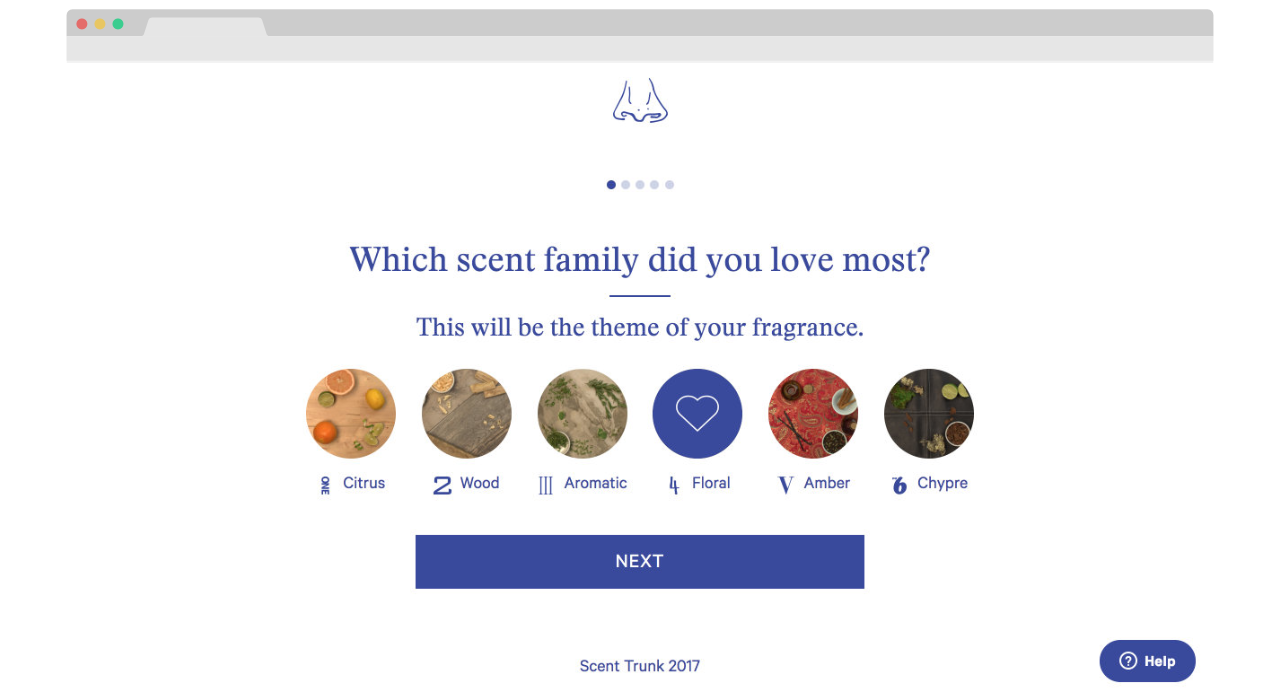 Which scent family did you love most?
This will be the theme of your fragrance.
ONE Citrus
2 Wood
III Aromatic
4 Floral
V Amber
6 Chypre
NEXT
Scent Trunk 2017
? Help